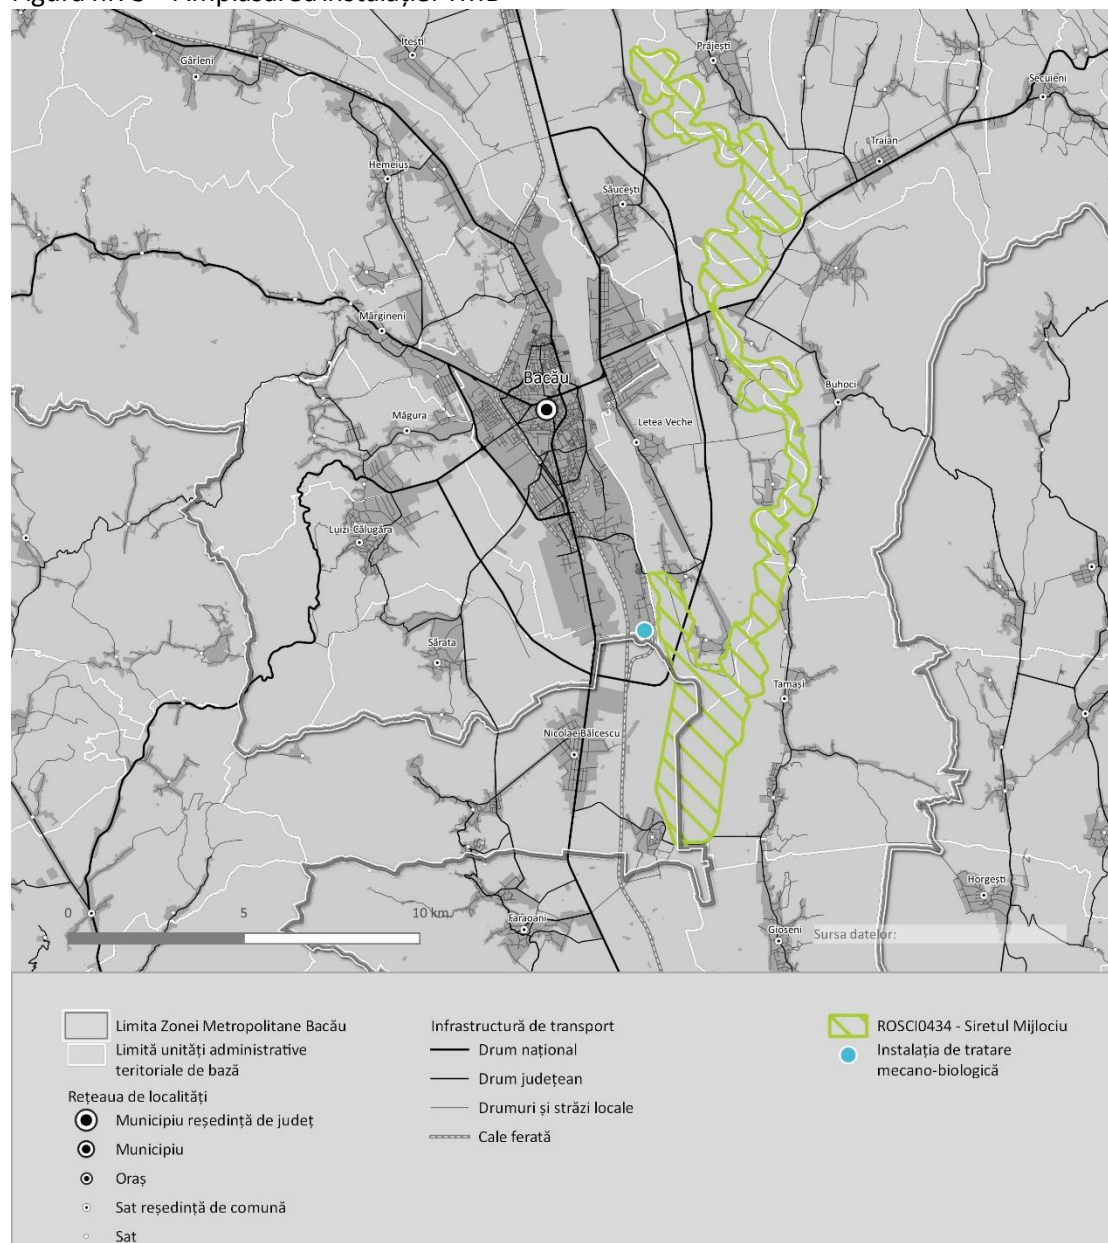 Itești
Prăjești
Gârleni
Secuieni
Traian
Hemeiuș
Săucești
Mărgineni
Bacău
Buhoci
Măgura
Letea Veche
Luizi-Călugăra
Sărata
Tamași
Nicolae Bălcescu
Horgești
0
5
10 km
Faraoani
Gioseni
Sursa datelor:
Limita Zonei Metropolitane Bacău
Limită unități administrative
teritoriale de bază
Rețeaua de localități
Municipiu reședință de județ
Municipiu
Oraș
Sat reședință de comună
Sat
Infrastructură de transport
Drum național
Drum județean
Drumuri și străzi locale
Cale ferată
ROSCI0434 - Siretul Mijlociu
Instalația de tratare
mecano-biologică